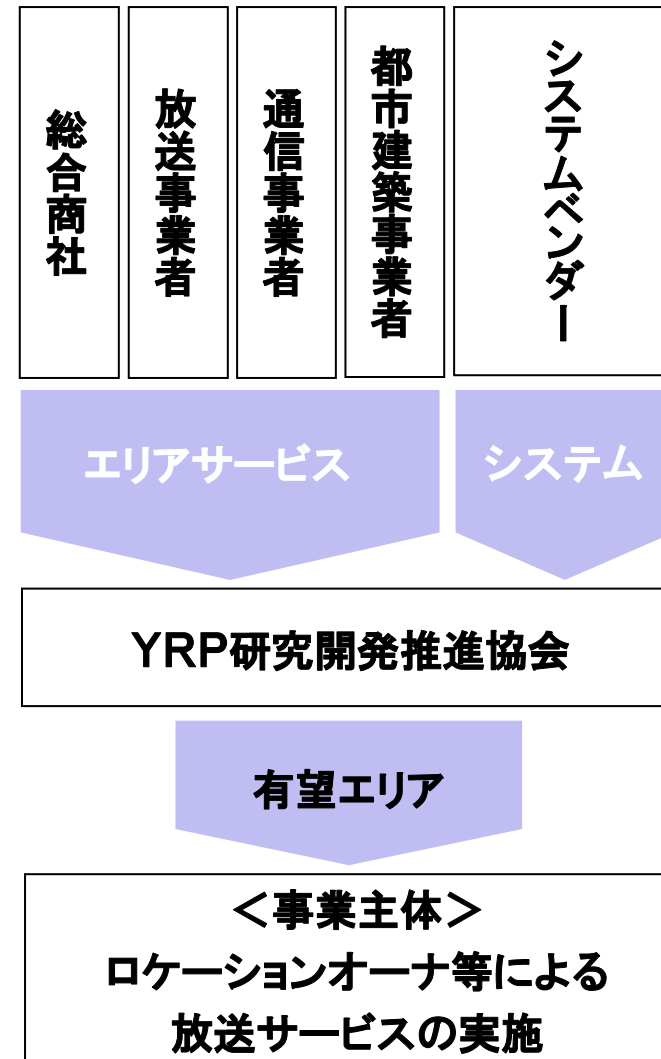 総合商社
放送事業者
通信事業者
都市建築事業者
システムベンダー
エリアサービス
システム
YRP研究開発推進協会
有望エリア
＜事業主体＞
ロケーションオーナ等による
放送サービスの実施